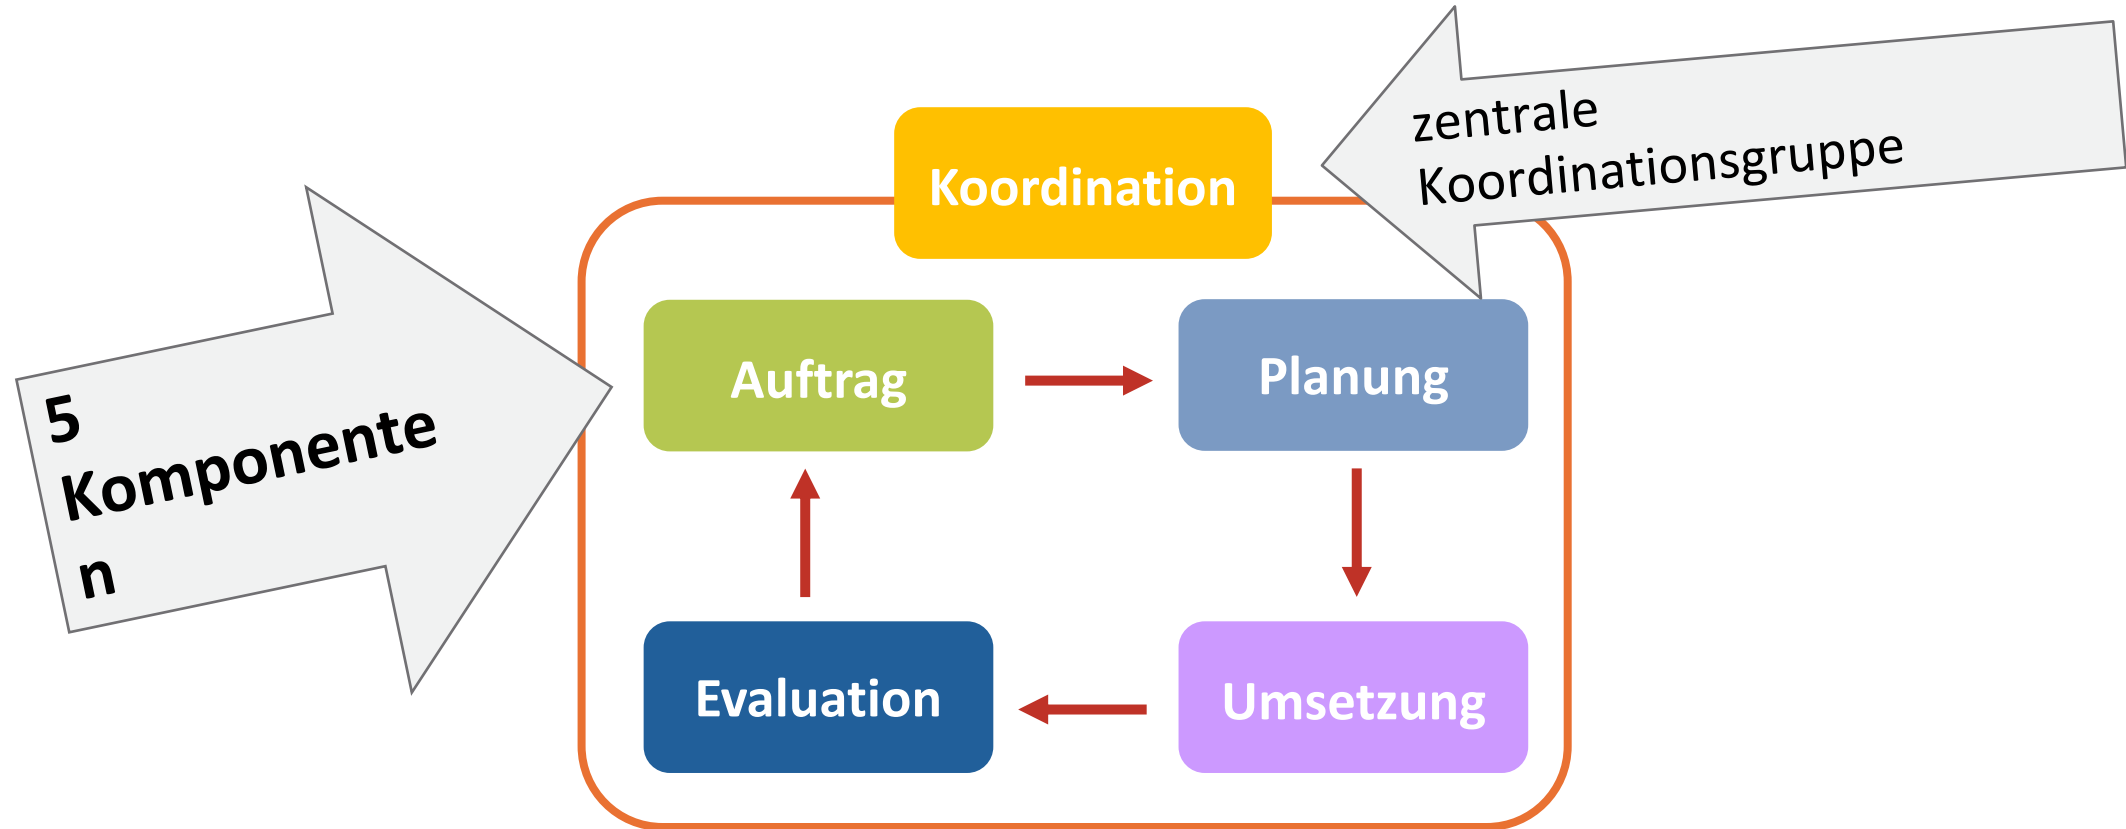 zentrale
Koordinationsgruppe
Koordination
5
Komponente
n
Auftrag
Planung
Evaluation
Umsetzung